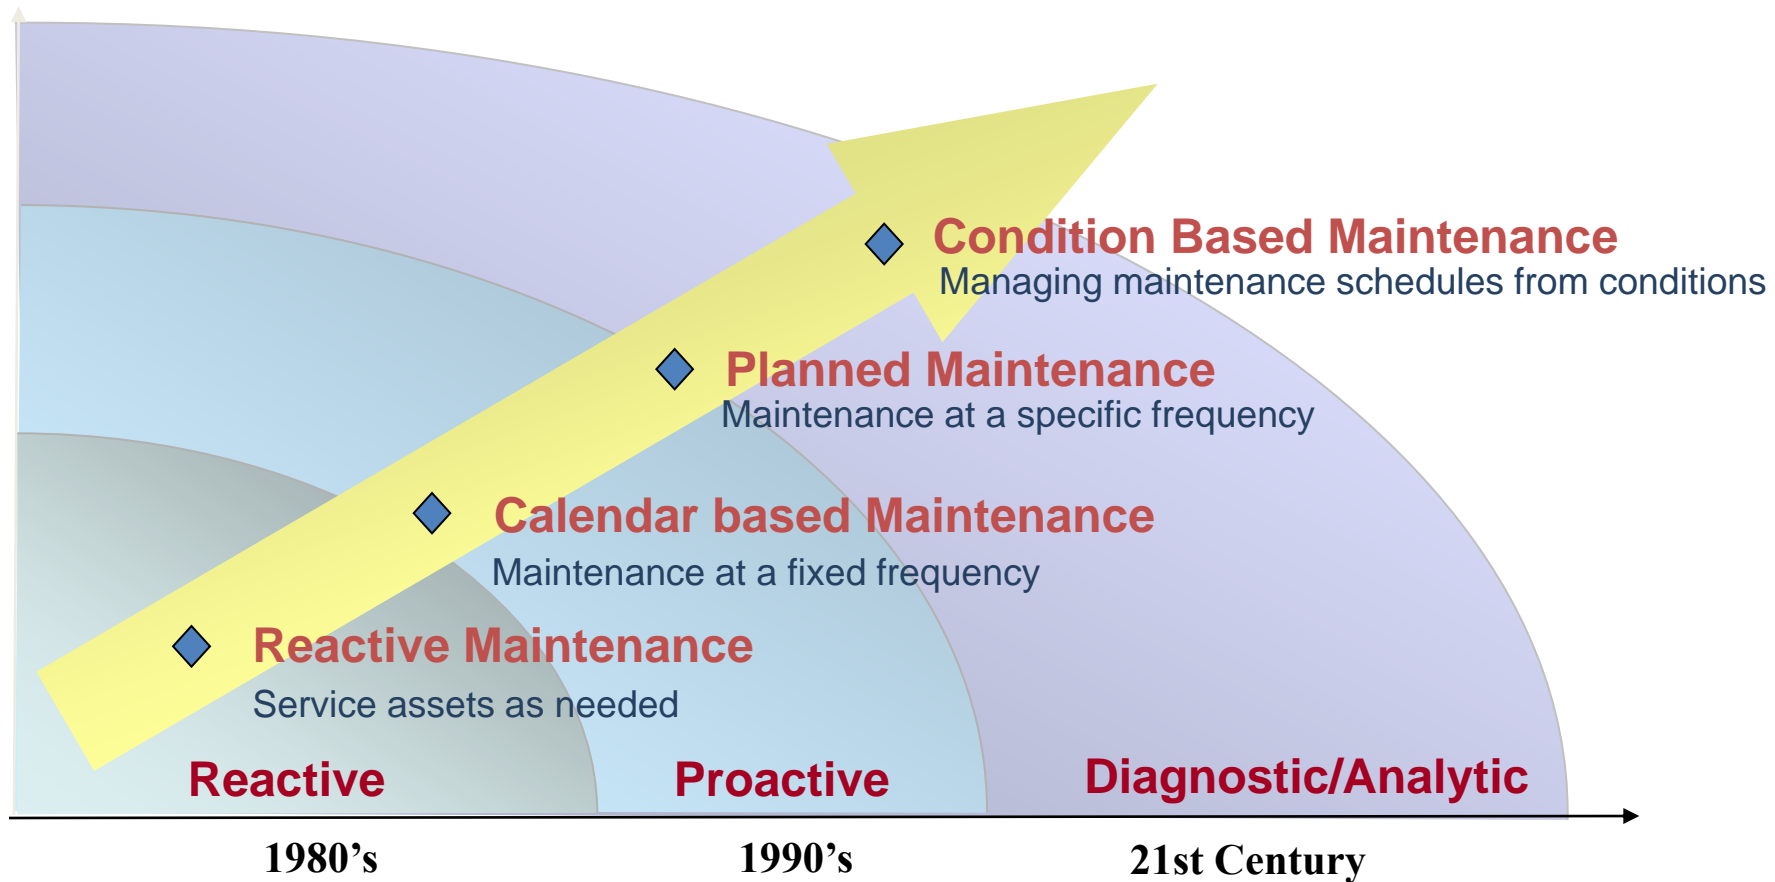 Condition Based Maintenance
Managing maintenance schedules from conditions
Planned Maintenance
Maintenance at a specific frequency
Calendar based Maintenance
Maintenance at a fixed frequency
Reactive Maintenance
Service assets as needed
Reactive
Proactive
Diagnostic/Analytic
1980’s
1990’s
21st Century